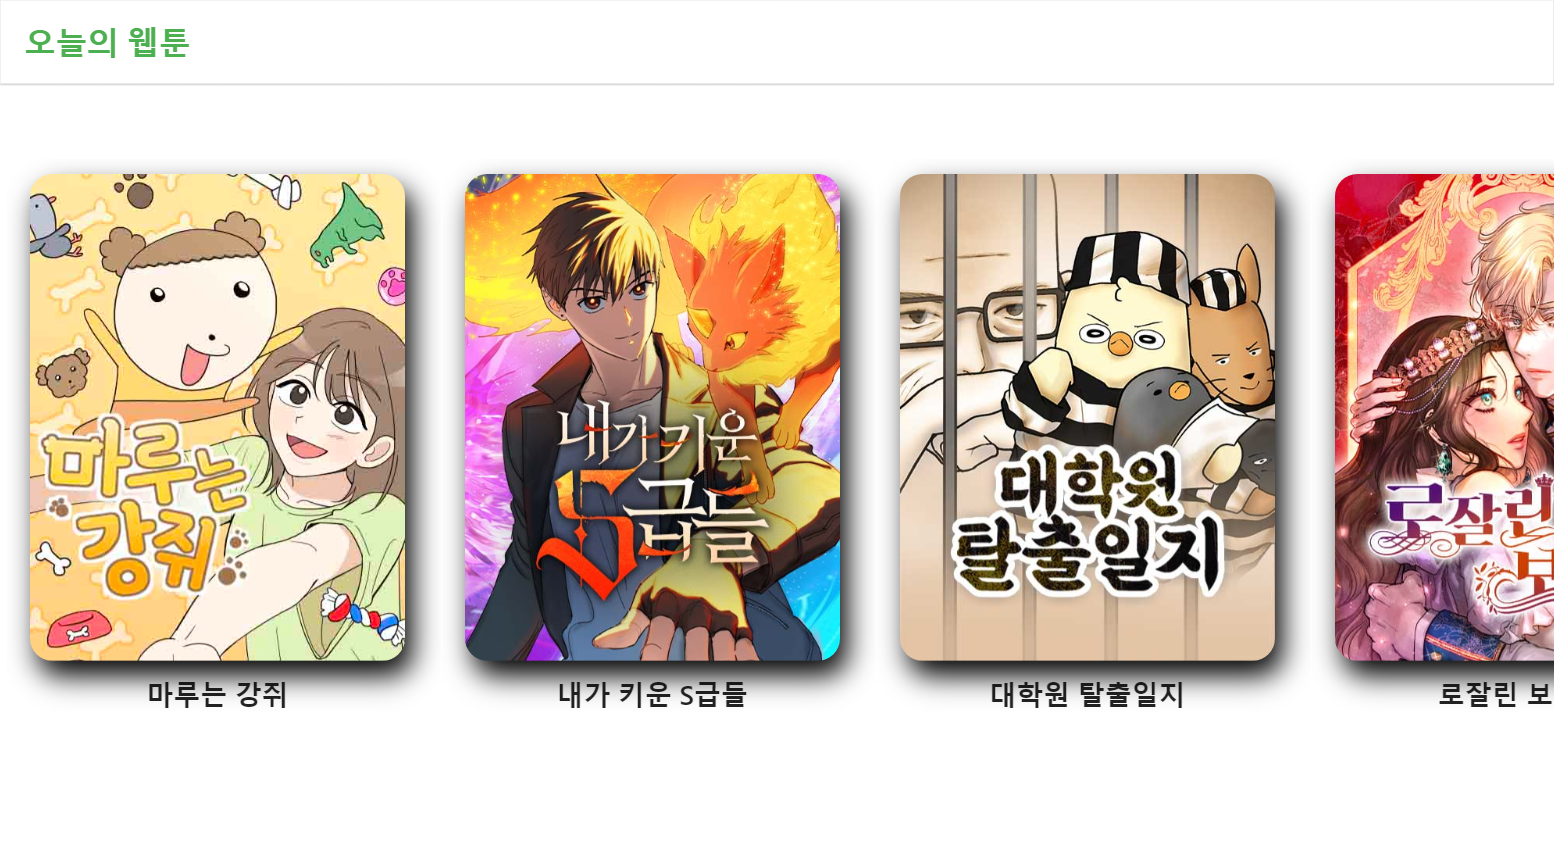 오늘의 웹툰
마루는
강쥐
내가 키운
S급들
대학원
탈출일지
로잘린
보
마루는 강쥐
내가 키운 S급들
대학원 탈출일지
로잘린 보